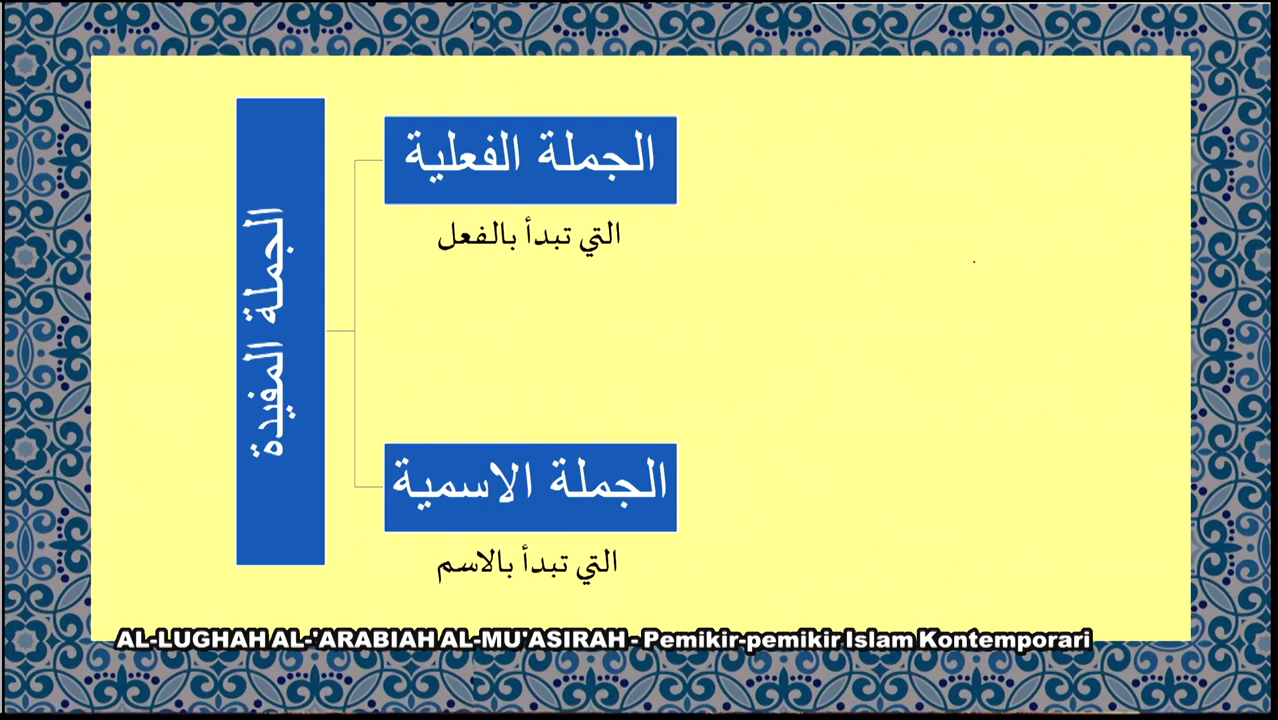 الجملة المفيدة
الجملة الفعلية
التي تبدأ بالفعل
الجملة الاسمية
التي تبدأ بالاسم
AL-LUGHAH AL-'ARABIAH AL-MU'ASIRAH - Pemikir-pemikir Islam Kontemporari